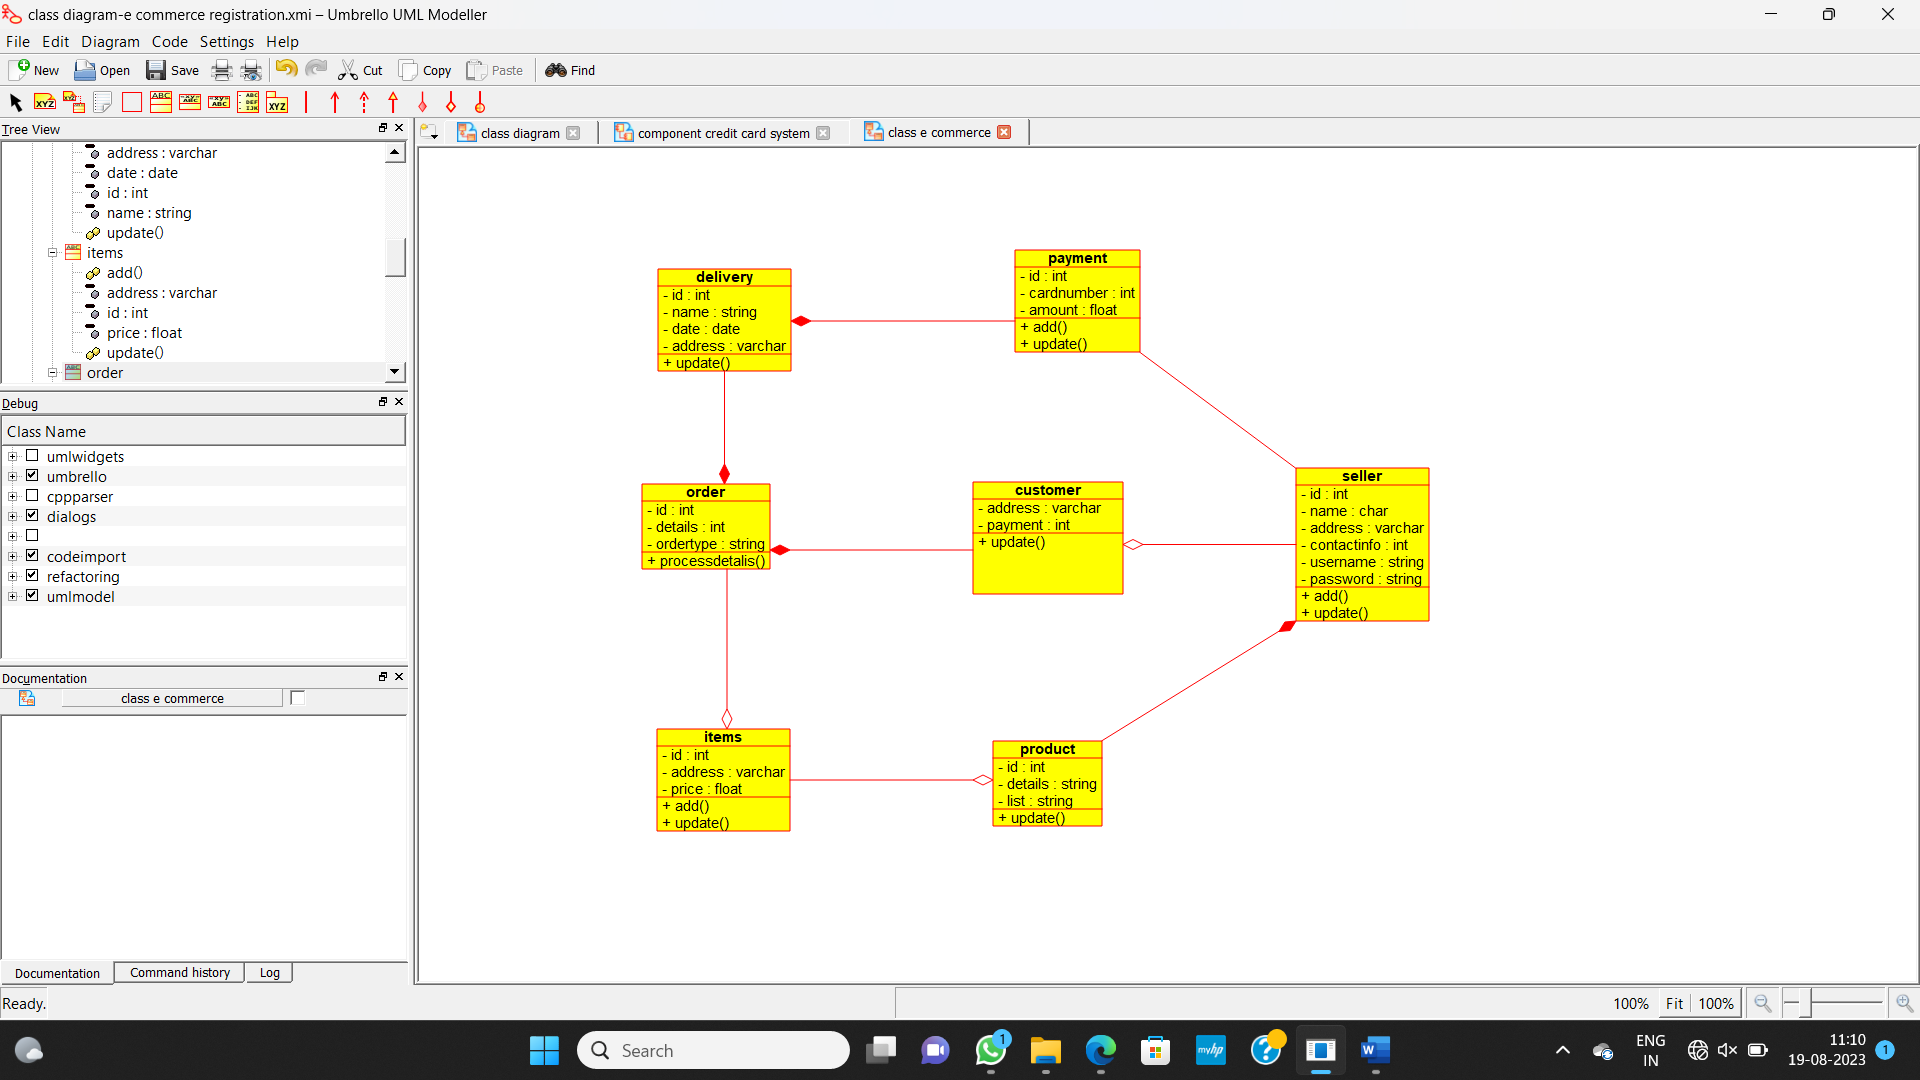 class diagram-e commerce registration.xmi – Umbrello UML Modeller
File Edit Diagram Code Settings Help
New Open Save Cut Copy Paste Find
Tree View
address : varchar
date : date
id : int
name : string
update()
items
add()
address : varchar
id : int
price : float
update()
order
Debug
Class Name
umlwidgets
umbrello
cppparser
dialogs
codeimport
refactoring
umlmodel
Documentation
class e commerce
Documentation Command history Log
Ready.
class diagram
component credit card system
class e commerce
delivery
- id : int
- name : string
- date : date
- address : varchar
+ update()
payment
- id : int
- cardnumber : int
- amount : float
+ add()
+ update()
order
- id : int
- details : int
- ordertype : string
+ processdetalis()
customer
- address : varchar
- payment : int
+ update()
seller
- id : int
- name : char
- address : varchar
- contactinfo : int
- username : string
- password : string
+ add()
+ update()
items
- id : int
- address : varchar
- price : float
+ add()
+ update()
product
- id : int
- details : string
- list : string
+ update()
100% Fit 100%
Search
1
myhp
ENG
IN
11:10
19-08-2023
1